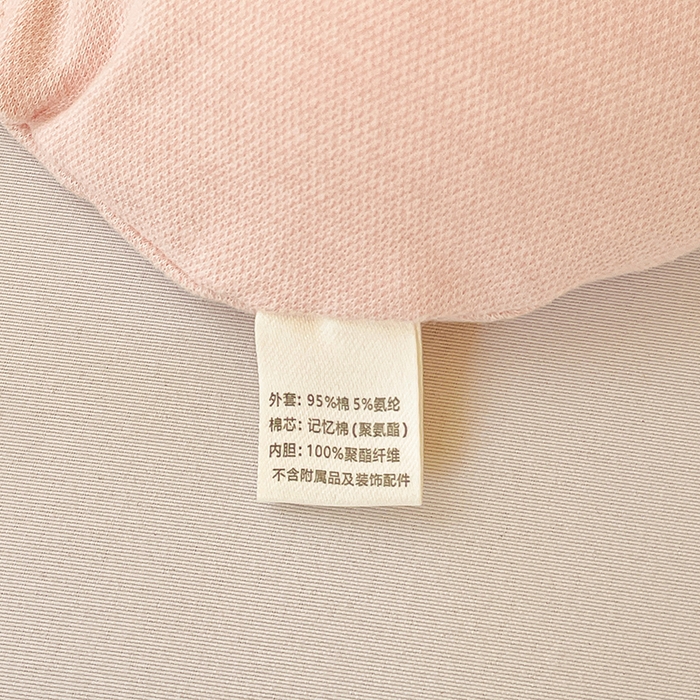 外套: 95%棉 5%氨纶
棉芯: 记忆棉 (聚氨酯)
内胆: 100%聚酯纤维
不含附属品及装饰配件